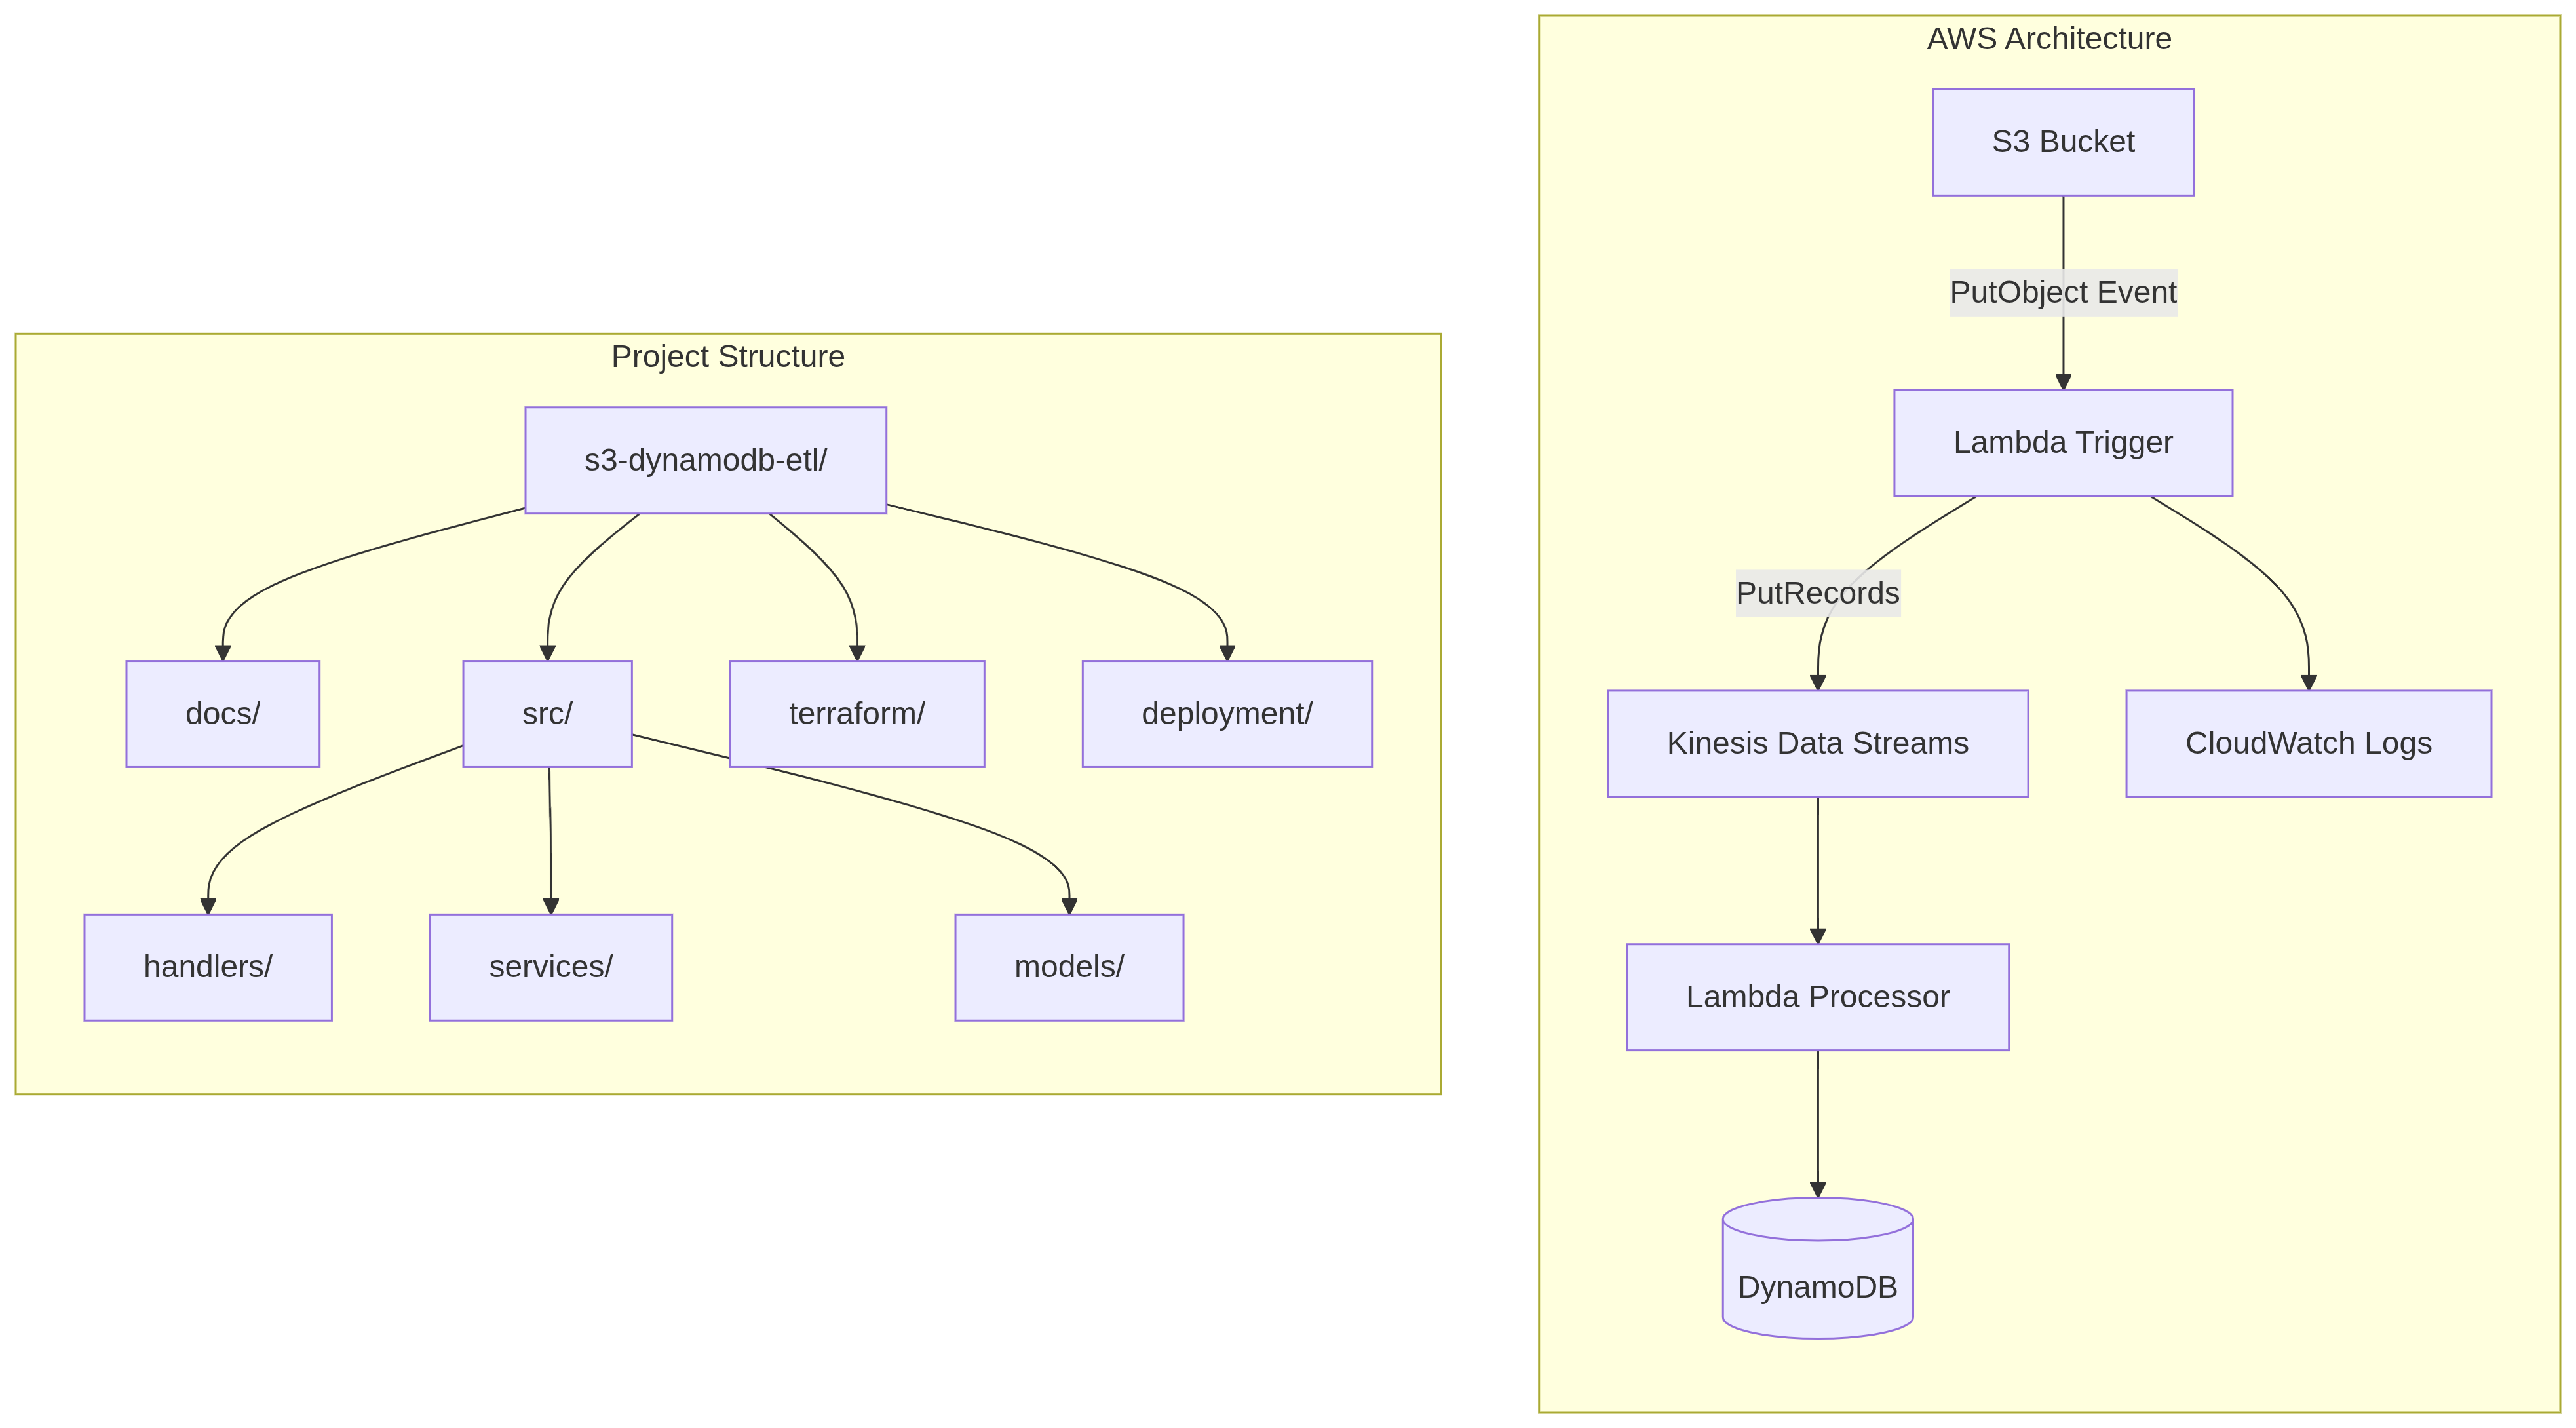 Project Structure
s3-dynamodb-etl/
docs/
src/
terraform/
deployment/
handlers/
services/
models/
AWS Architecture
S3 Bucket
PutObject Event
Lambda Trigger
PutRecords
Kinesis Data Streams
CloudWatch Logs
Lambda Processor
DynamoDB